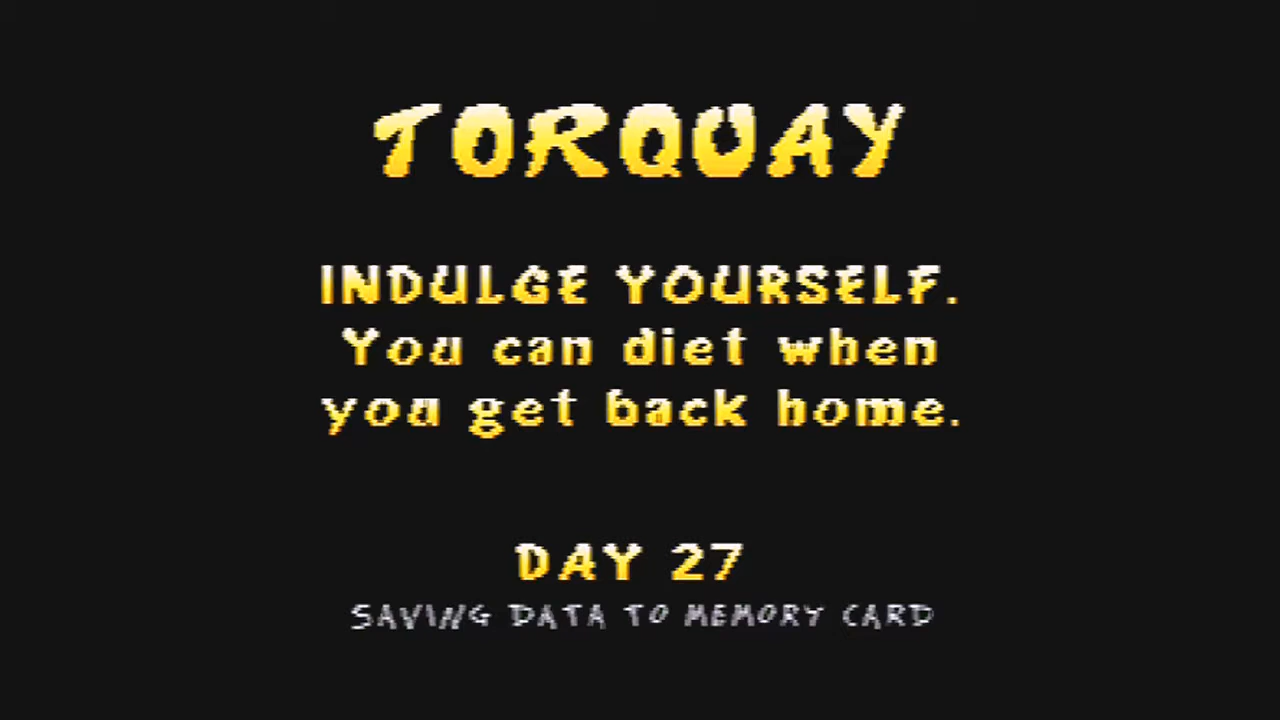 TORQUAY
INDULGE YOURSELF.
You can diet when
you get back home.
DAY 27
SAVING DATA TO MEMORY CARD